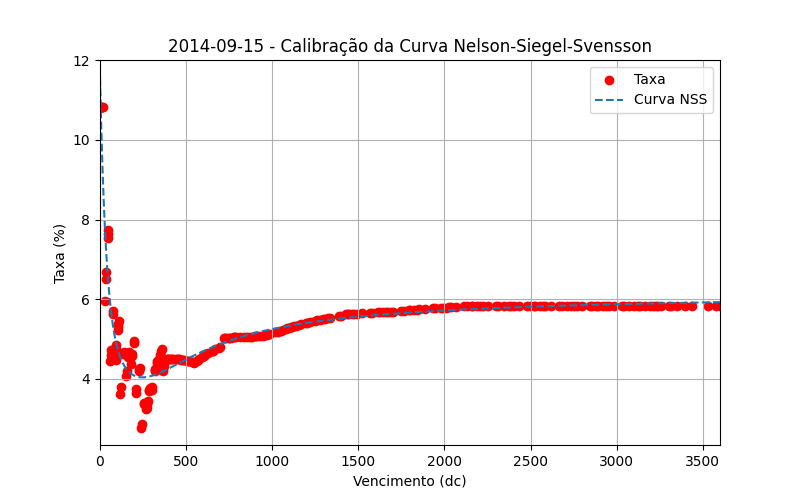 2014-09-15 - Calibração da Curva Nelson-Siegel-Svensson
Taxa
Curva NSS
Taxa (%)
12
10
8
6
4
0
500
1000
1500
2000
2500
3000
3500
Vencimento (dc)